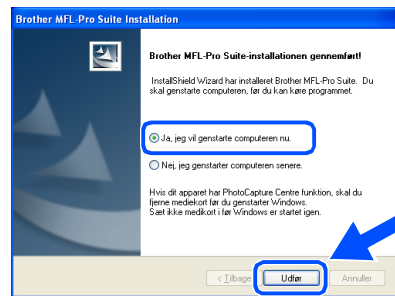 Brother MFL-Pro Suite Installation
Brother MFL-Pro Suite-installationen gennemført!
InstallShield Wizard har installeret Brother MFL-Pro Suite. Du
skal genstarte computeren, før du kan køre programmet.
Ja, jeg vil genstarte computeren nu.
Nej, jeg genstarter computeren senere.
Hvis dit apparet har PhotoCapture Centre funktion, skal du
fjerne mediekort før du genstarter Windows.
Sæt ikke medikort i før Windows er startet igen.
< Tilbage Udfør Annuller